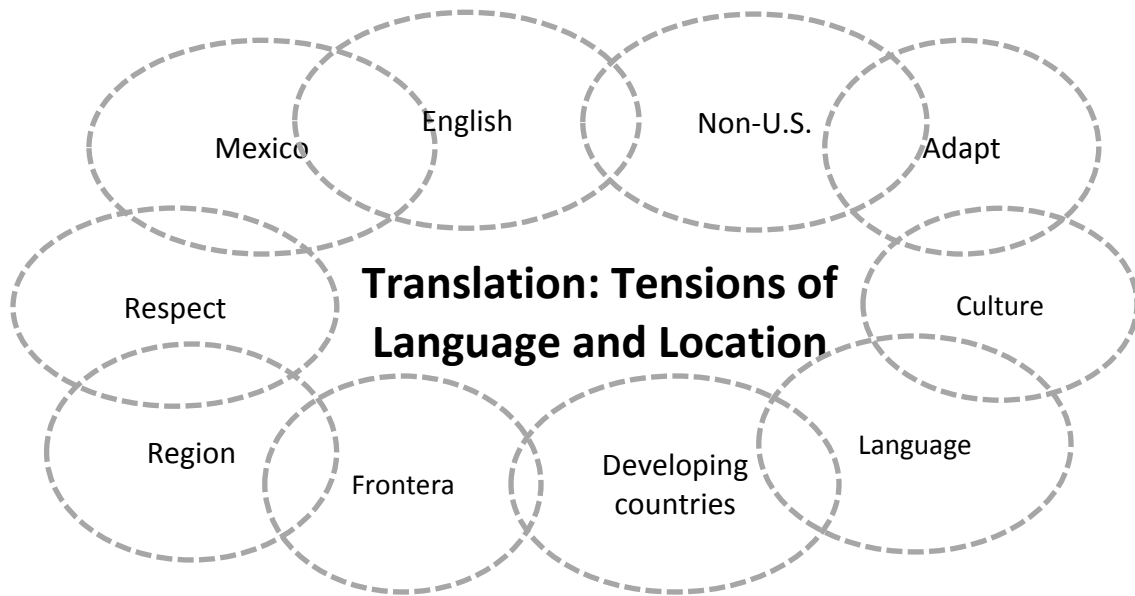 English
Non-U.S.
Mexico
Adapt
Translation: Tensions of
Language and Location
Respect
Culture
Region
Language
Frontera
Developing
countries